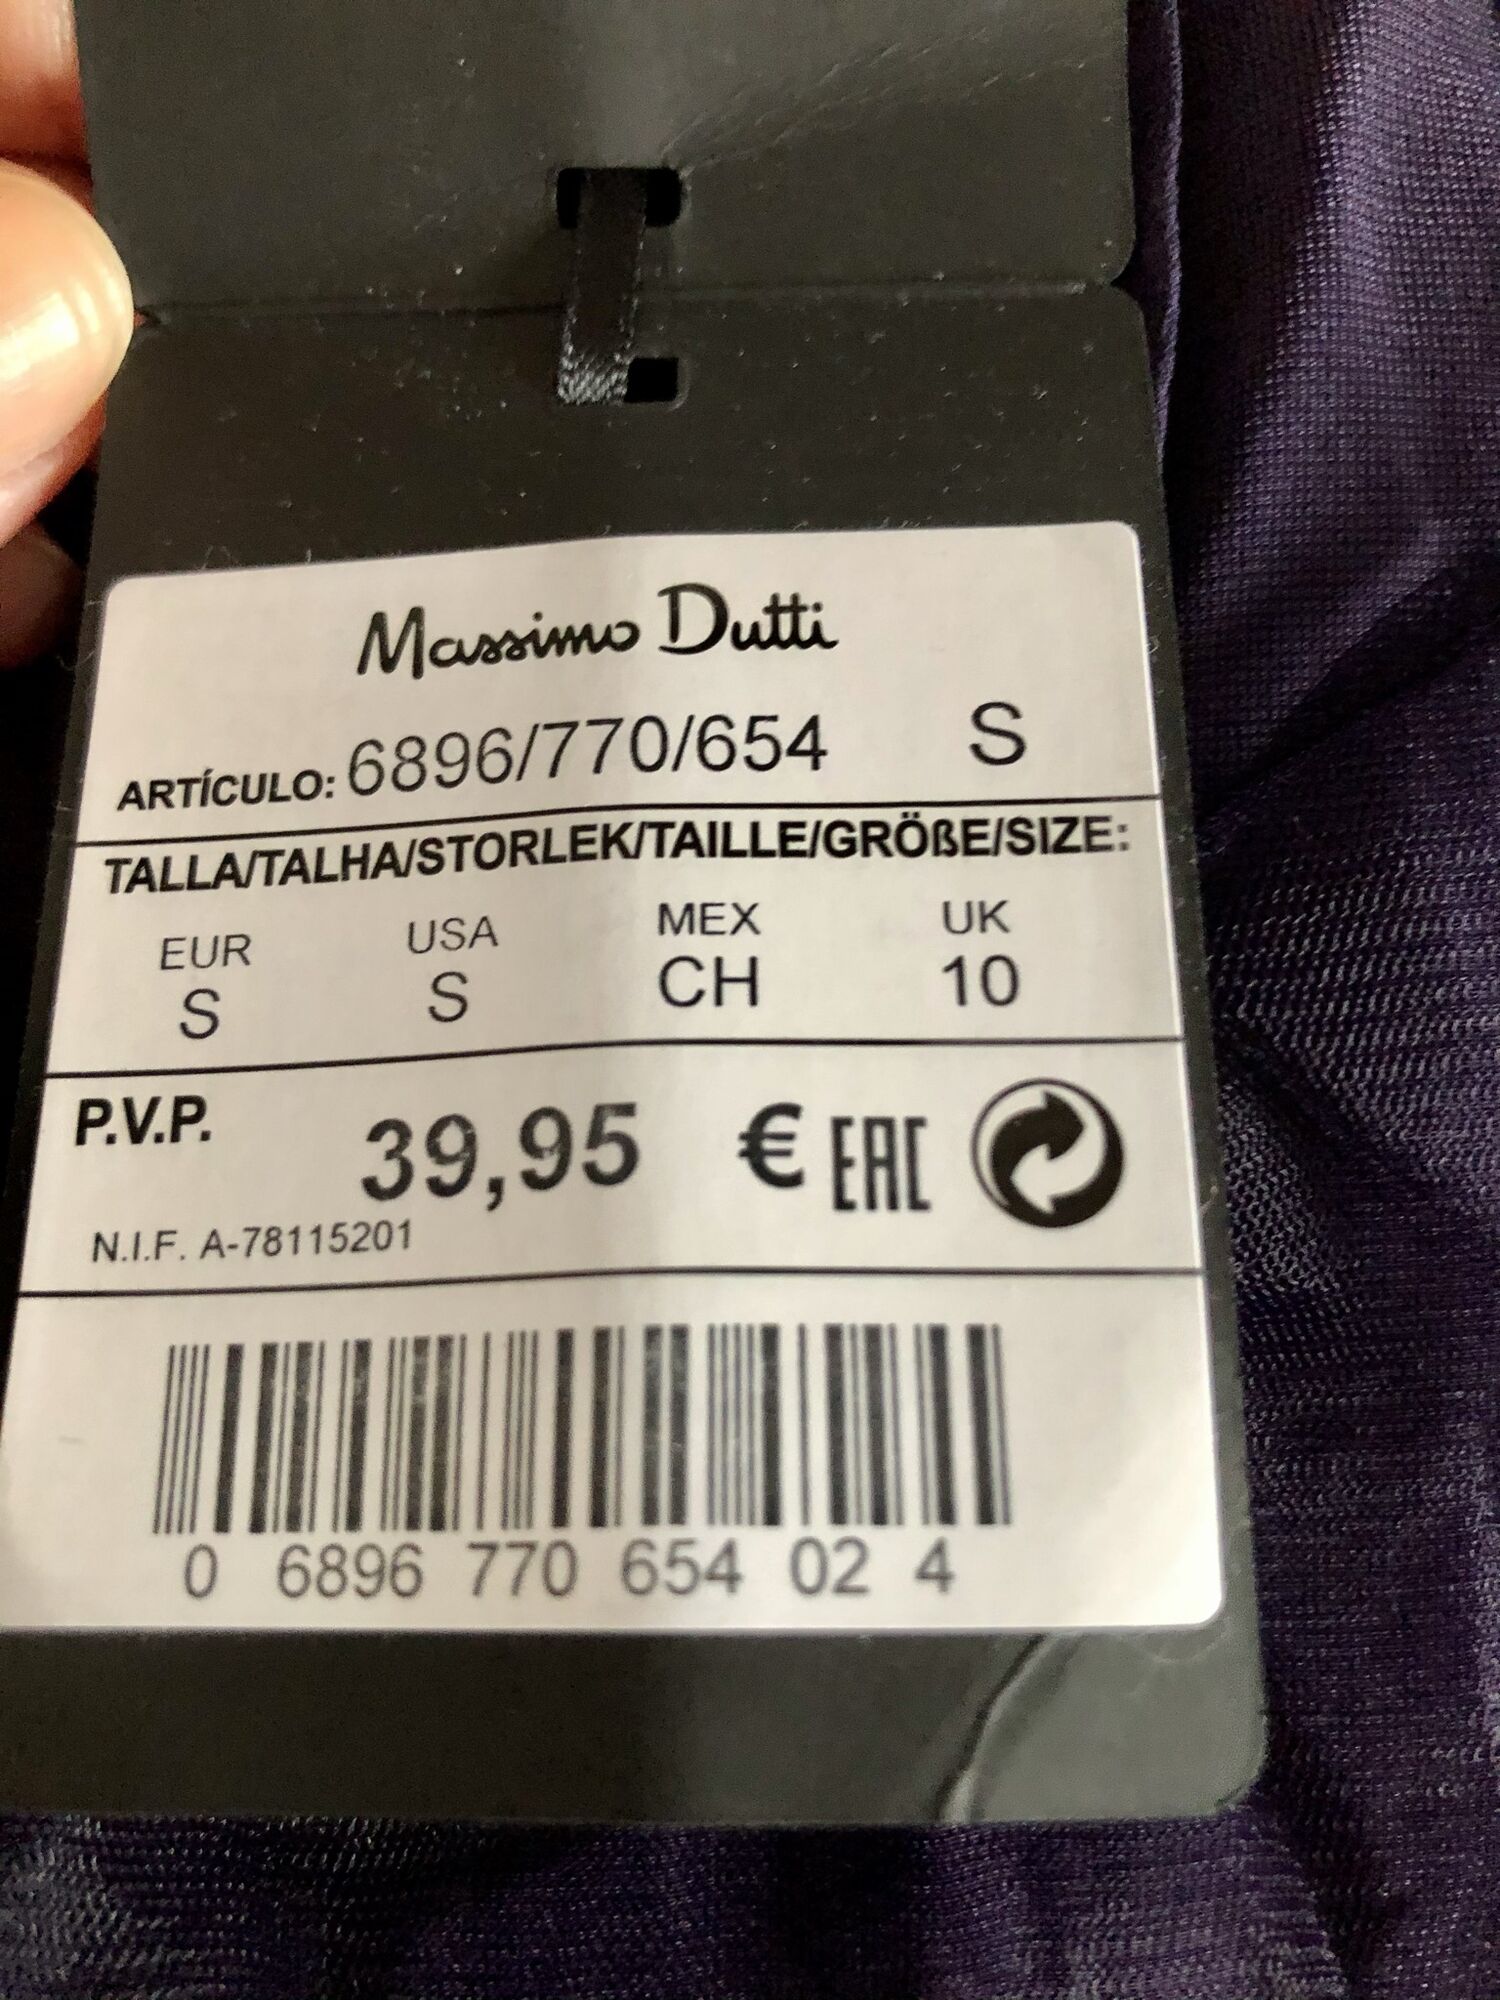 Massimo Dutti
ARTÍCULO: 6896/770/654 S
TALLA/TALHA/STORLEK/TAILLE/GRÖßE/SIZE:
EUR USA MEX UK
S S CH 10
P.V.P. 39,95 € EAC
N.I.F. A-78115201
0 6896 770 654 02 4